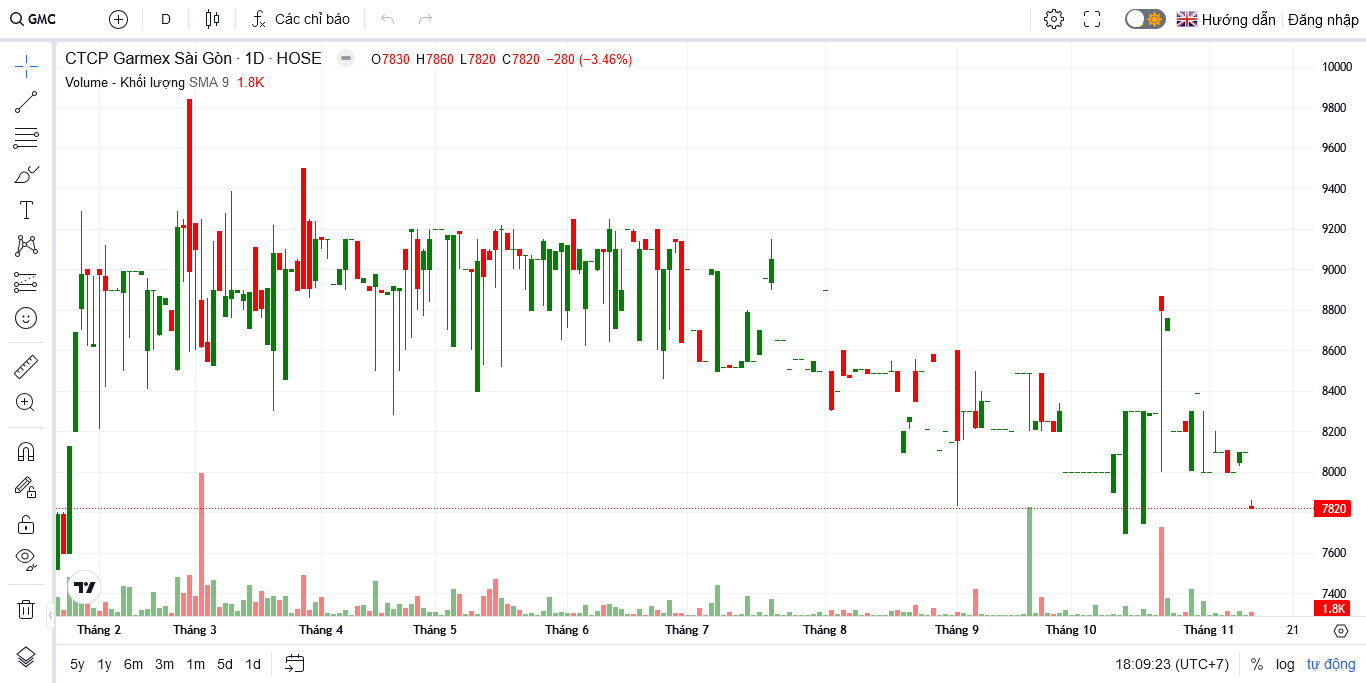 GMC D Các chỉ báo Hướng dẫn Đăng nhập
CTCP Garmex Sài Gòn · 1D · HOSE O7830 H7860 L7820 C7820 −280 (−3.46%)
Volume - Khối lượng SMA 9 1.8K
10000
9800
9600
9400
9200
9000
8800
8600
8400
8200
8000
7820
7600
7400
1.8K
Tháng 2 Tháng 3 Tháng 4 Tháng 5 Tháng 6 Tháng 7 Tháng 8 Tháng 9 Tháng 10 Tháng 11 21
5y 1y 6m 3m 1m 5d 1d 18:09:23 (UTC+7) % log tự động